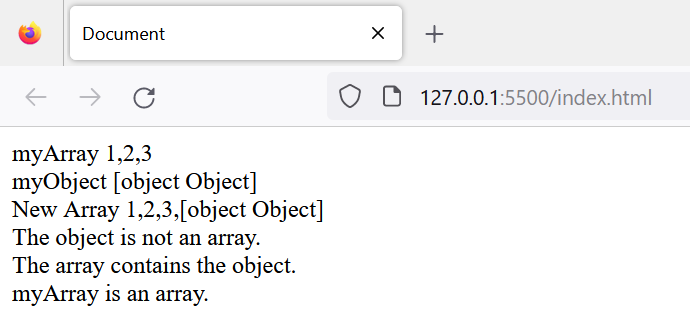 Document
127.0.0.1:5500/index.html
myArray 1,2,3
myObject [object Object]
New Array 1,2,3,[object Object]
The object is not an array.
The array contains the object.
myArray is an array.